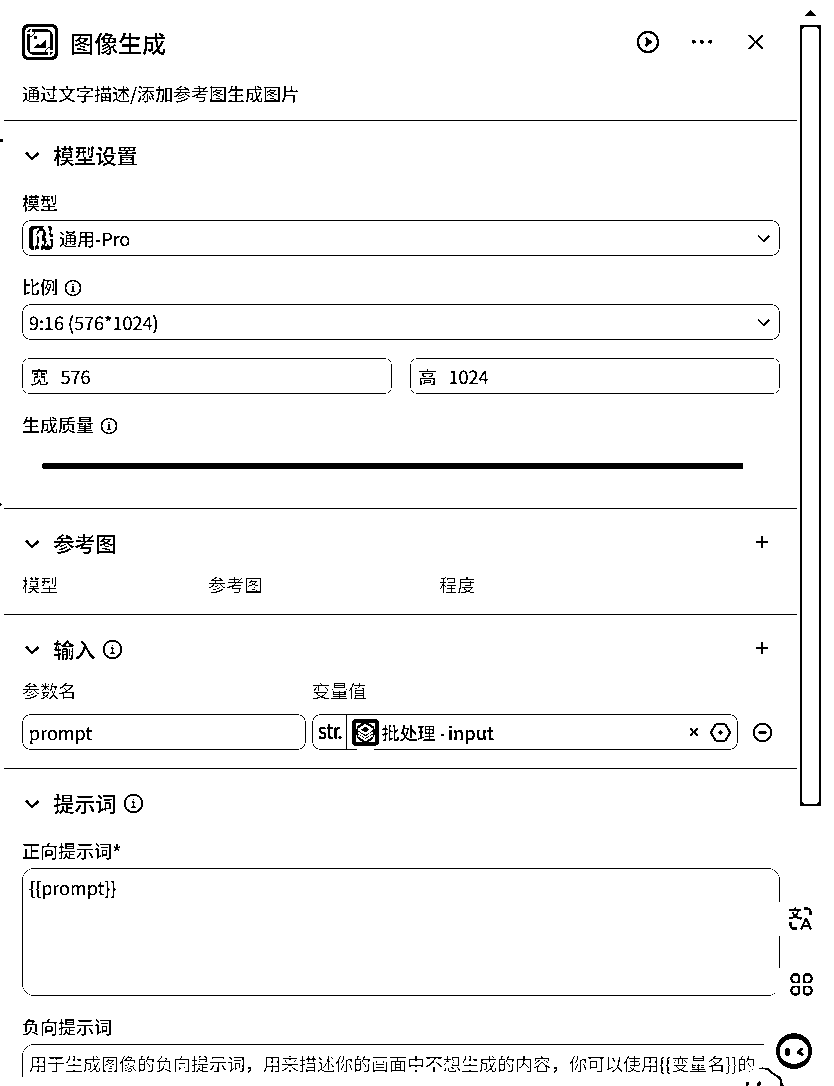 图像生成
通过文字描述/添加参考图生成图片
模型设置
模型
通用-Pro
比例
9:16 (576*1024)
宽 576 高 1024
生成质量
参考图
模型 参考图 程度
输入
参数名 变量值
prompt str. 批处理 - input
提示词
正向提示词*
{{prompt}}
负向提示词
用于生成图像的负向提示词，用来描述你的画面中不想生成的内容，你可以使用{{变量名}}的